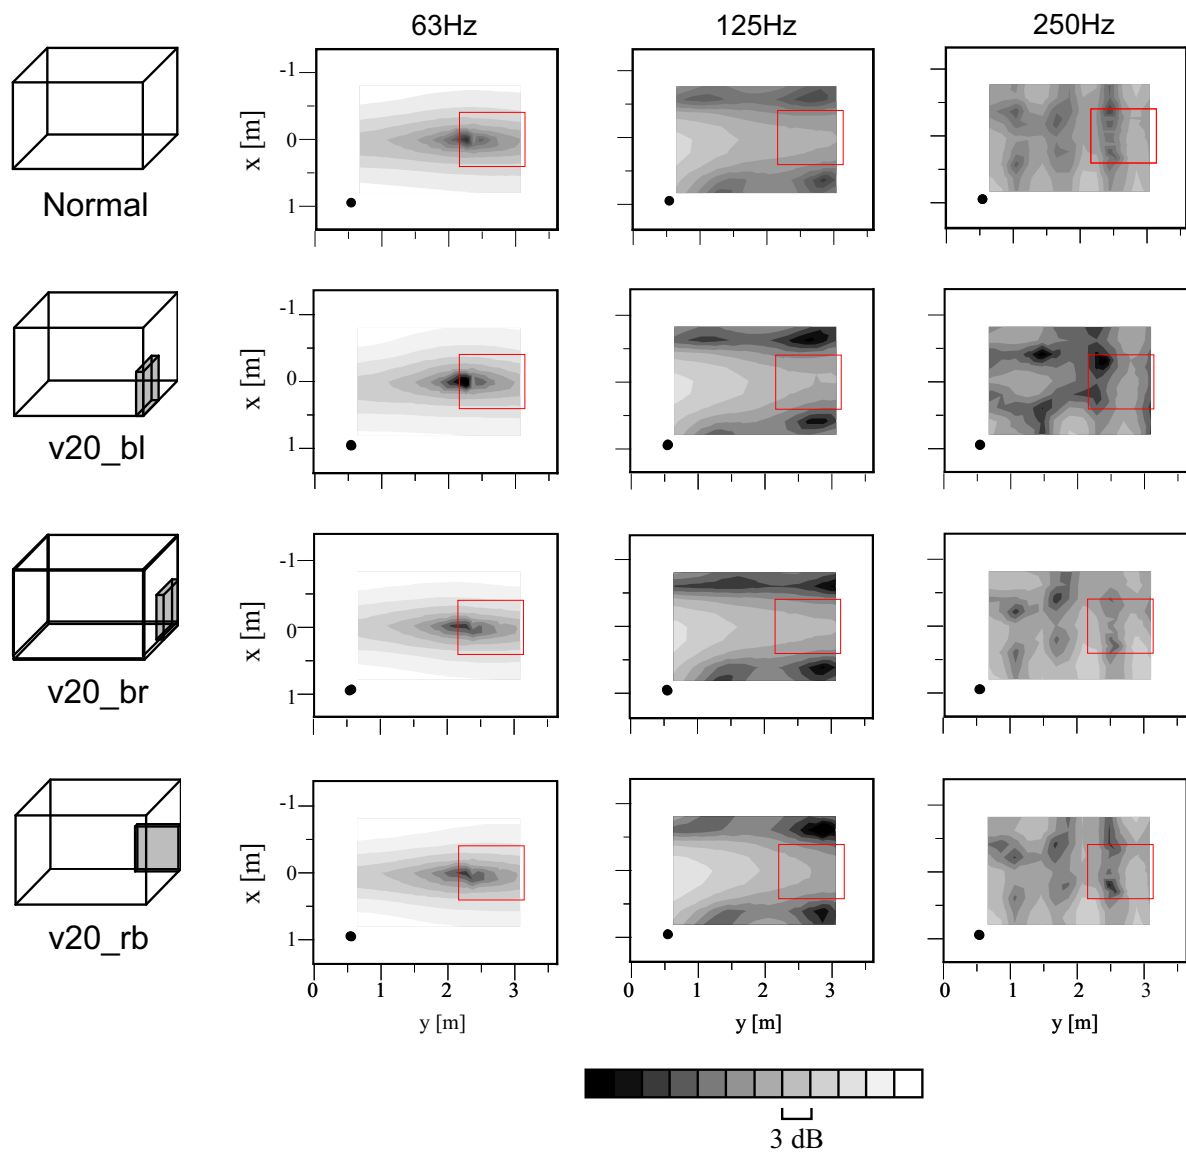 63Hz 125Hz 250Hz
-1
0
1
x [m]
Normal
-1
0
1
x [m]
v20_bl
-1
0
1
x [m]
v20_br
-1
0
1
x [m]
v20_rb
0 1 2 3 0 1 2 3 0 1 2 3
y [m] y [m] y [m]
3 dB